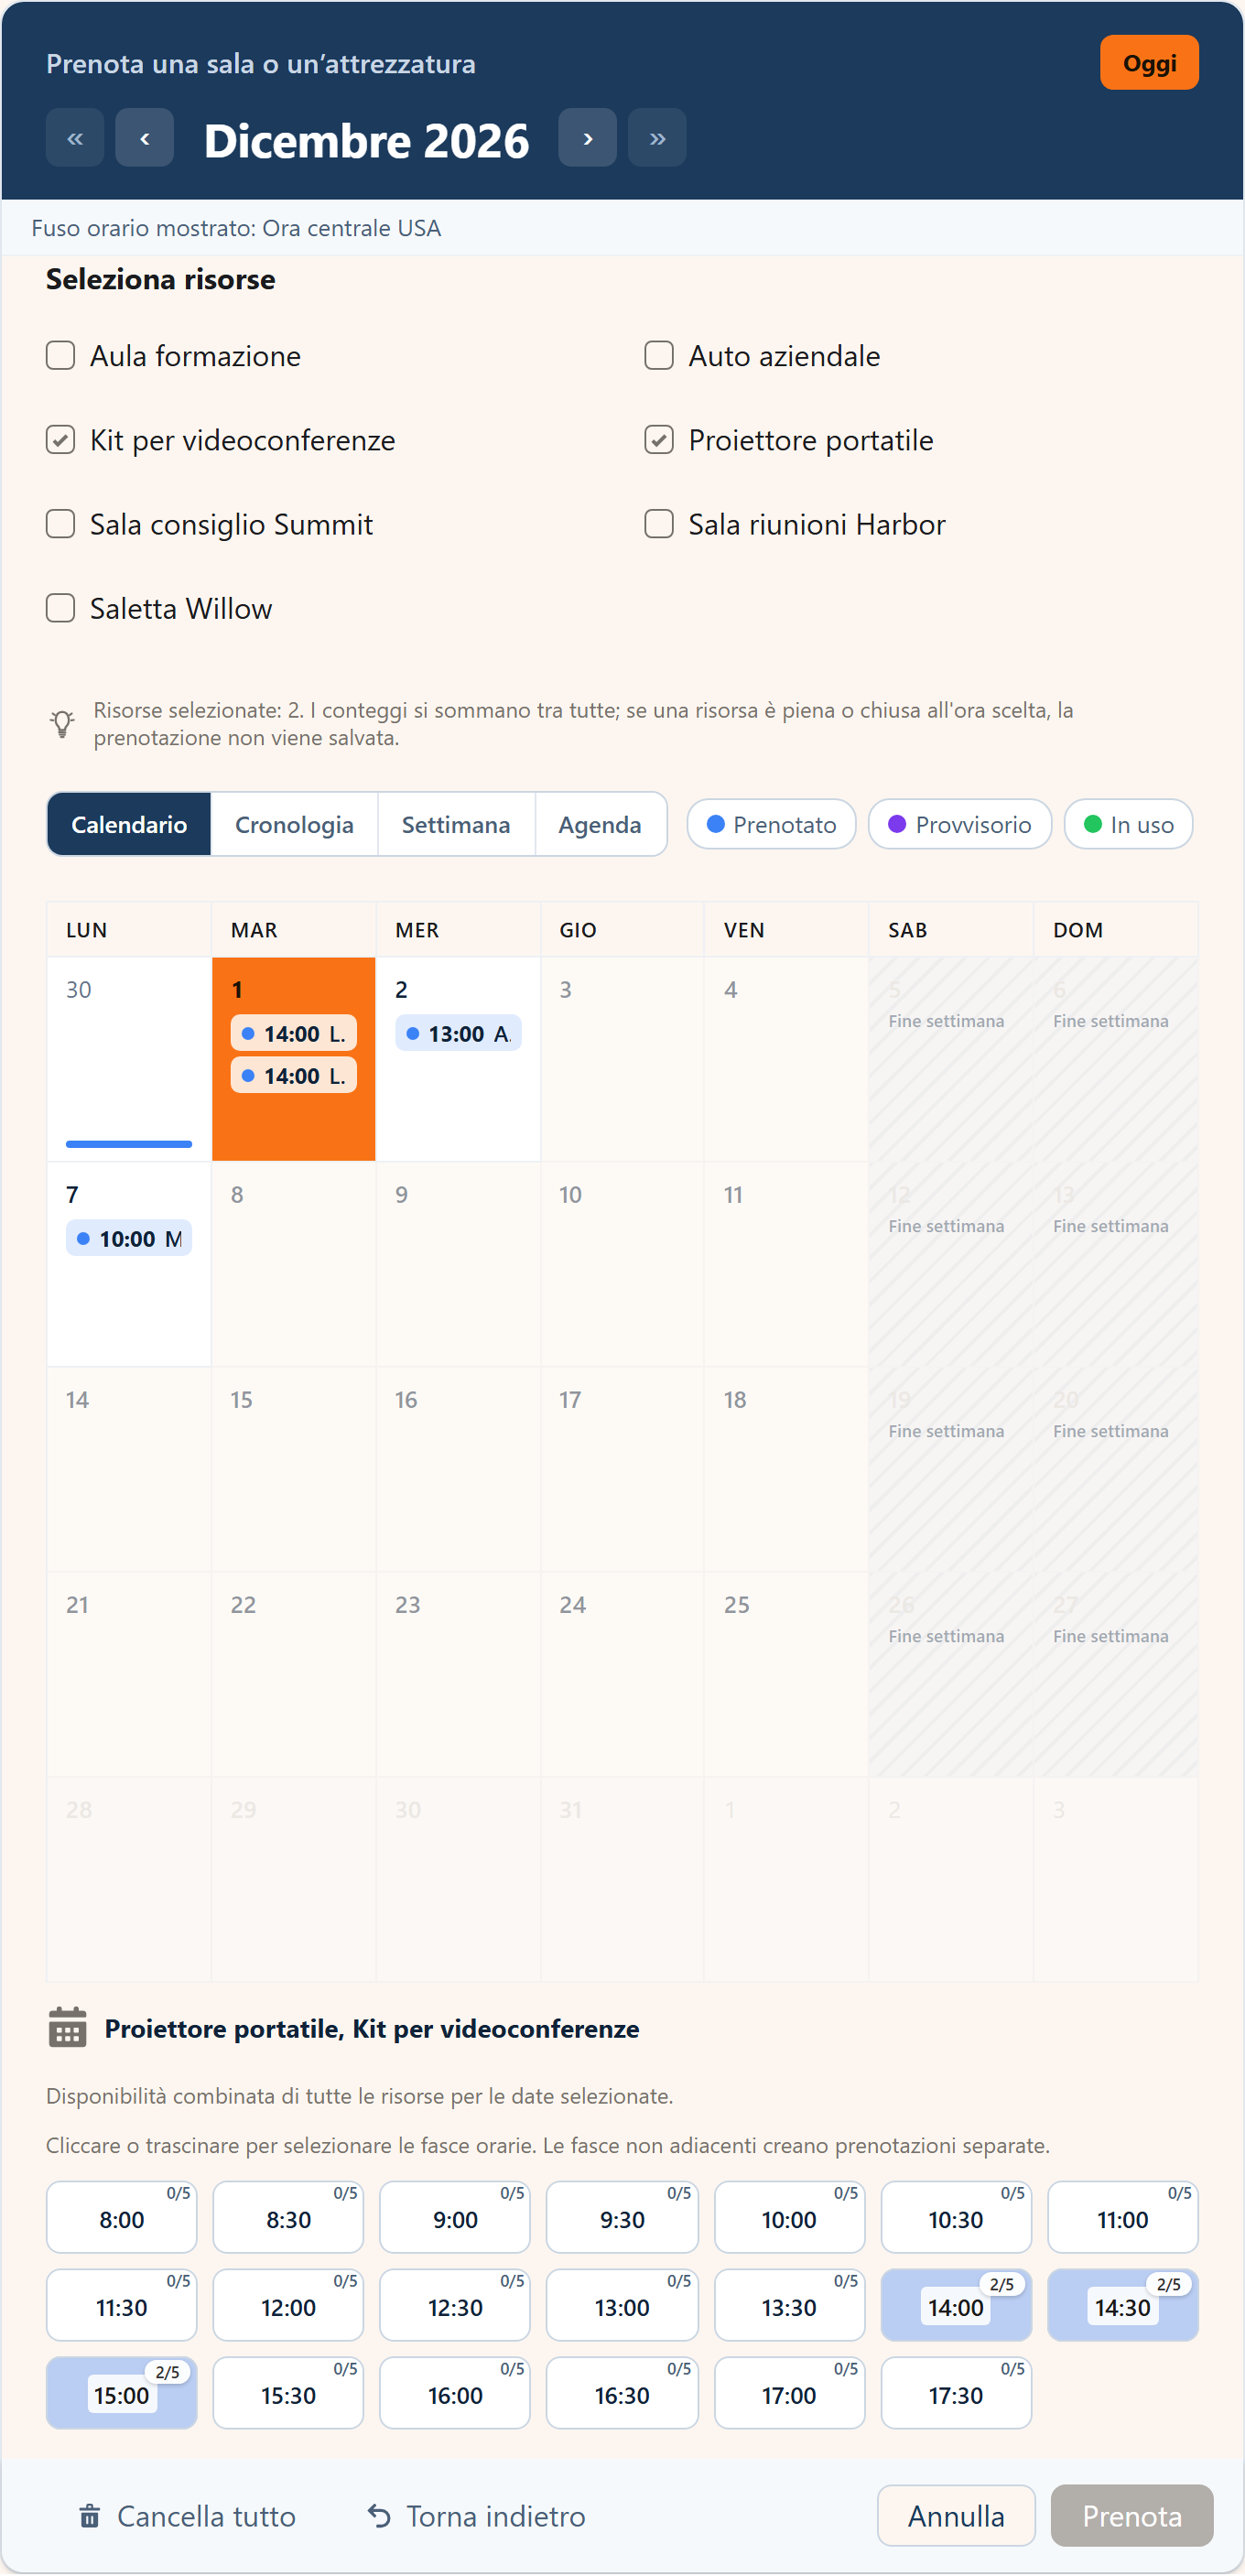 Prenota una sala o un’attrezzatura
Oggi
« ‹ Dicembre 2026 › »
Fuso orario mostrato: Ora centrale USA
Seleziona risorse
Aula formazione
Auto aziendale
Kit per videoconferenze
Proiettore portatile
Sala consiglio Summit
Sala riunioni Harbor
Saletta Willow
Risorse selezionate: 2. I conteggi si sommano tra tutte; se una risorsa è piena o chiusa all'ora scelta, la
prenotazione non viene salvata.
Calendario Cronologia Settimana Agenda
Prenotato Provvisorio In uso
LUN MAR MER GIO VEN SAB DOM
30 1 2 3 4 5 6
14:00 L.
14:00 L.
13:00 A.
Fine settimana Fine settimana
7 8 9 10 11 12 13
10:00 M
Fine settimana Fine settimana
14 15 16 17 18 19 20
Fine settimana Fine settimana
21 22 23 24 25 26 27
Fine settimana Fine settimana
28 29 30 31 1 2 3
Proiettore portatile, Kit per videoconferenze
Disponibilità combinata di tutte le risorse per le date selezionate.
Cliccare o trascinare per selezionare le fasce orarie. Le fasce non adiacenti creano prenotazioni separate.
0/5 0/5 0/5 0/5 0/5 0/5 0/5
8:00 8:30 9:00 9:30 10:00 10:30 11:00
0/5 0/5 0/5 0/5 0/5 2/5 2/5
11:30 12:00 12:30 13:00 13:30 14:00 14:30
2/5 0/5 0/5 0/5 0/5 0/5
15:00 15:30 16:00 16:30 17:00 17:30
Cancella tutto Torna indietro Annulla Prenota